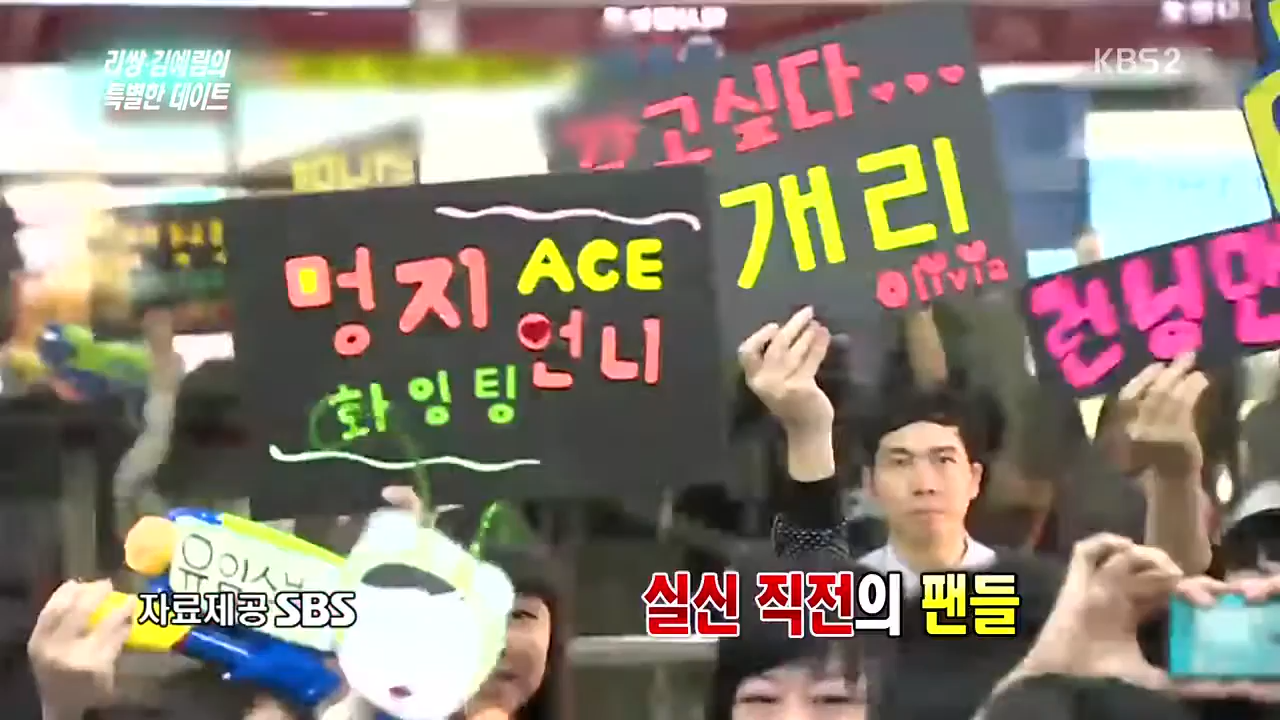 리쌍 김예림의
특별한 데이트
KBS2
갖고싶다...
개리
Olivia
멍지 ACE
언니
화잉팅
런닝맨
자료제공 SBS
실신 직전의 팬들